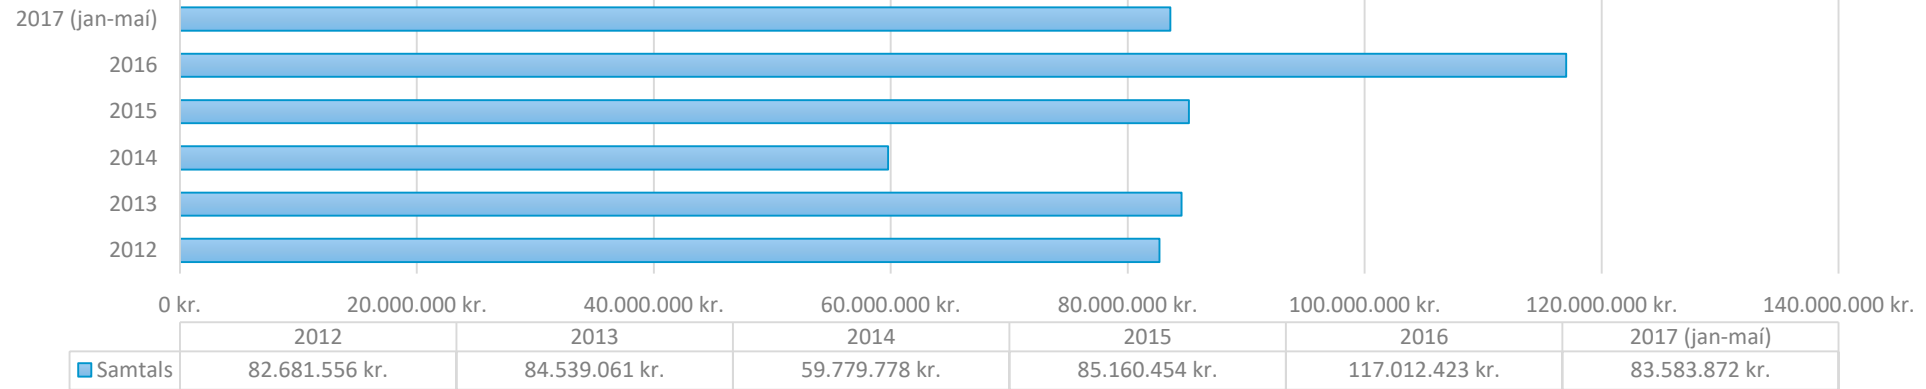 2017 (jan-maí)
2016
2015
2014
2013
2012
0 kr. 20.000.000 kr. 40.000.000 kr. 60.000.000 kr. 80.000.000 kr. 100.000.000 kr. 120.000.000 kr. 140.000.000 kr.
2012 2013 2014 2015 2016 2017 (jan-maí)
Samtals 82.681.556 kr. 84.539.061 kr. 59.779.778 kr. 85.160.454 kr. 117.012.423 kr. 83.583.872 kr.